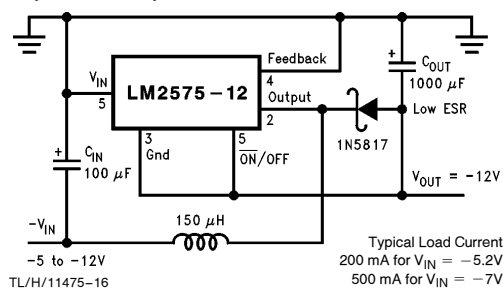 Feedback
4
V_IN
5
LM2575-12
Output
2
+
C_OUT
1000 μF
Low ESR
1N5817
3
Gnd
5
O̅N̅/OFF
+
C_IN
100 μF
V_OUT = -12V
-V_IN
150 μH
-5 to -12V
Typical Load Current
200 mA for V_IN = -5.2V
500 mA for V_IN = -7V
TL/H/11475-16